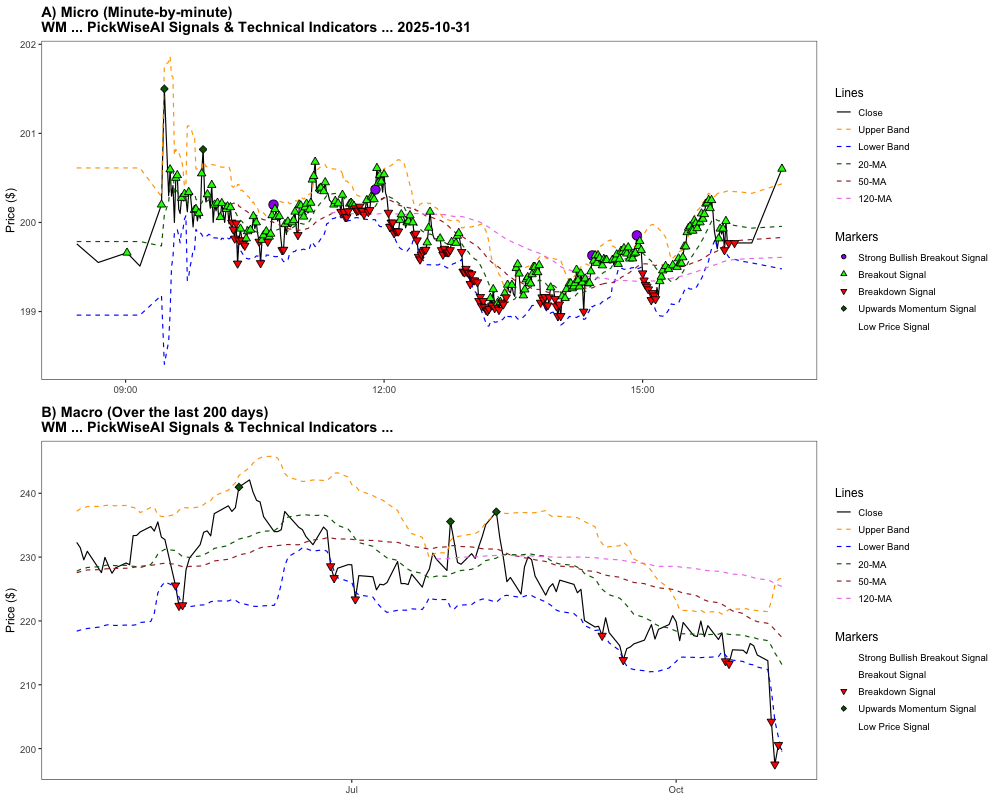 A) Micro (Minute-by-minute)
WM ... PickWiseAI Signals & Technical Indicators ... 2025-10-31
Price ($)
202
201
200
199
09:00
12:00
15:00
Lines
Close
Upper Band
Lower Band
20-MA
50-MA
120-MA
Markers
Strong Bullish Breakout Signal
Breakout Signal
Breakdown Signal
Upwards Momentum Signal
Low Price Signal
B) Macro (Over the last 200 days)
WM ... PickWiseAI Signals & Technical Indicators ...
Price ($)
240
230
220
210
200
Jul
Oct
Lines
Close
Upper Band
Lower Band
20-MA
50-MA
120-MA
Markers
Strong Bullish Breakout Signal
Breakout Signal
Breakdown Signal
Upwards Momentum Signal
Low Price Signal